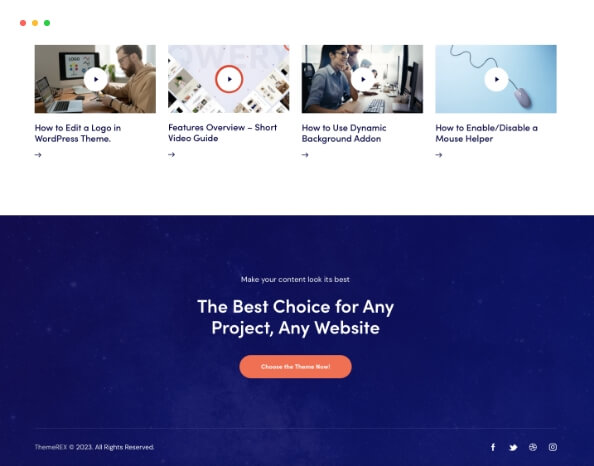 LOGO
OWERY
How to Edit a Logo in
WordPress Theme.
Features Overview – Short
Video Guide
How to Use Dynamic
Background Addon
How to Enable/Disable a
Mouse Helper
Make your content look its best
The Best Choice for Any
Project, Any Website
Choose the Theme Now!
ThemeREX © 2023. All Rights Reserved.